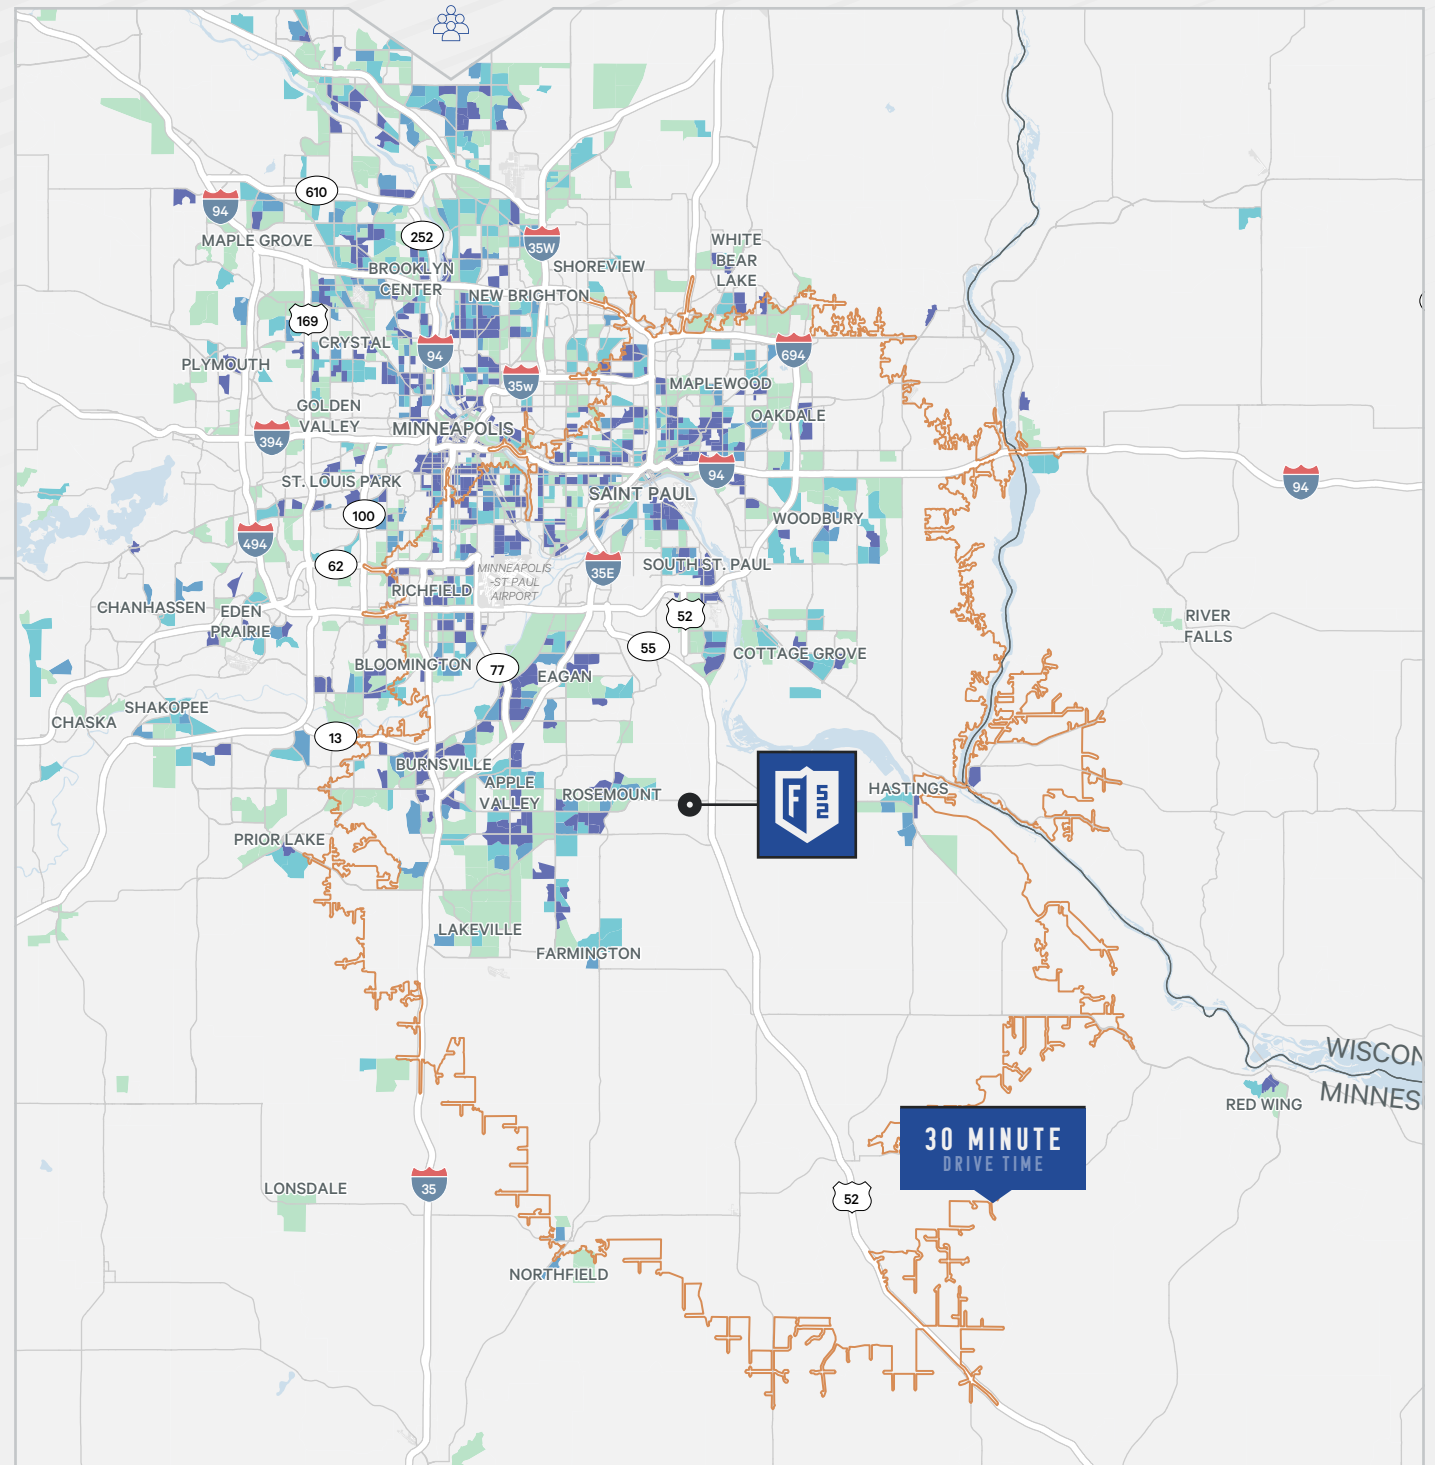 610
94
252
MAPLE GROVE
35W
WHITE
BEAR
LAKE
SHOREVIEW
BROOKLYN
CENTER
NEW BRIGHTON
169
CRYSTAL
94
694
PLYMOUTH
35w
MAPLEWOOD
GOLDEN
VALLEY
OAKDALE
MINNEAPOLIS
394
94
ST. LOUIS PARK
94
SAINT PAUL
100
WOODBURY
494
62
MINNEAPOLIS
-ST PAUL
AIRPORT
35E
SOUTH ST. PAUL
RICHFIELD
CHANHASSEN
EDEN
PRAIRIE
52
RIVER
FALLS
55
COTTAGE GROVE
BLOOMINGTON
77
EAGAN
SHAKOPEE
CHASKA
13
BURNSVILLE
APPLE
VALLEY
ROSEMOUNT
F
52
HASTINGS
PRIOR LAKE
LAKEVILLE
FARMINGTON
WISCON
MINNES
RED WING
30 MINUTE
DRIVE TIME
35
LONSDALE
52
NORTHFIELD